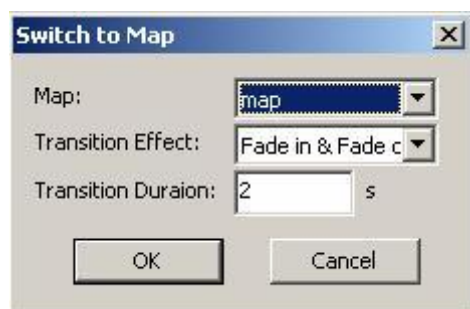 Switch to Map
Map: map
Transition Effect: Fade in & Fade
Transition Duraion: 2 s
OK Cancel